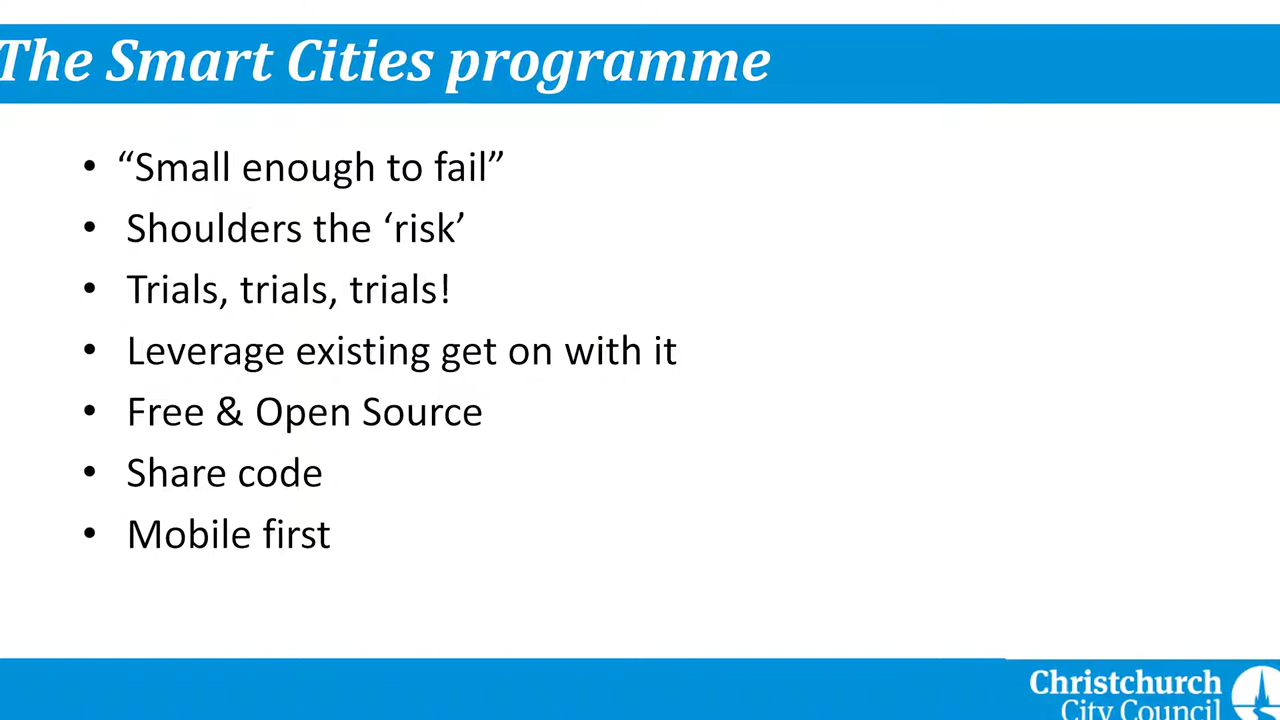 The Smart Cities programme
• “Small enough to fail”
• Shoulders the ‘risk’
• Trials, trials, trials!
• Leverage existing get on with it
• Free & Open Source
• Share code
• Mobile first
Christchurch
City Council